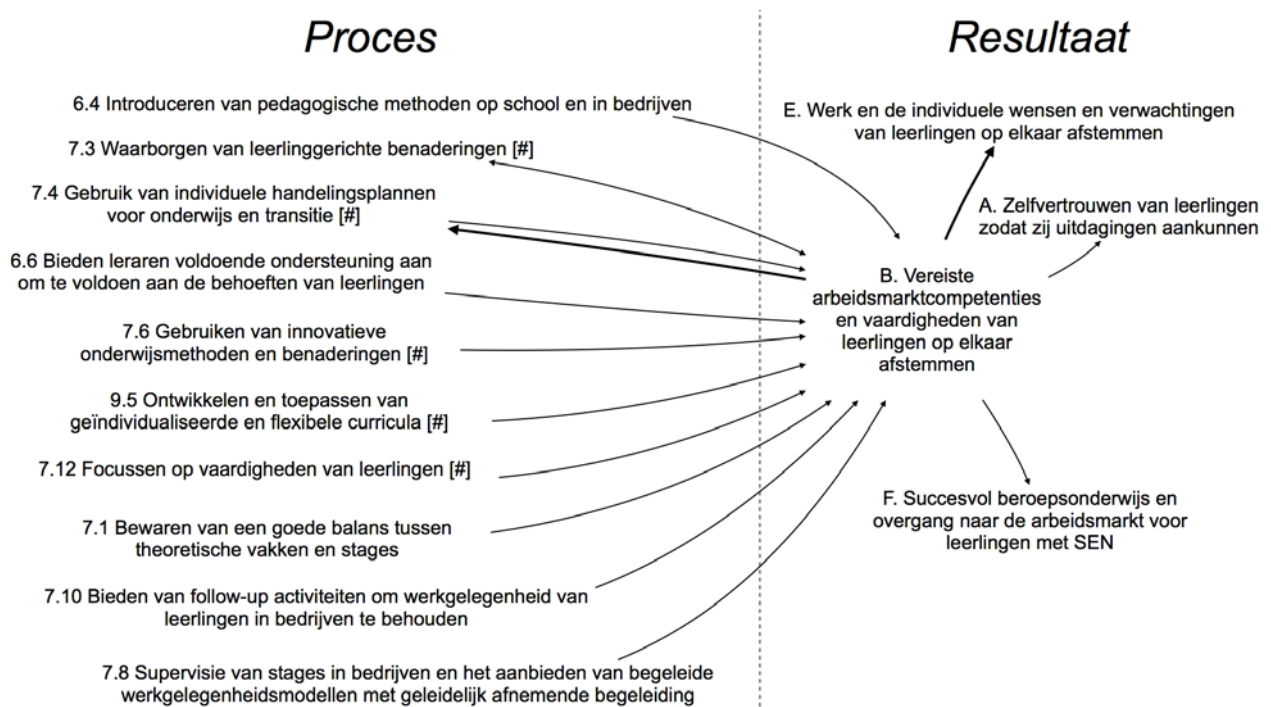 Proces
6.4 Introduceren van pedagogische methoden op school en in bedrijven
7.3 Waarborgen van leerlinggerichte benaderingen [#]
7.4 Gebruik van individuele handelingsplannen
voor onderwijs en transitie [#]
6.6 Bieden leraren voldoende ondersteuning aan
om te voldoen aan de behoeften van leerlingen
7.6 Gebruiken van innovatieve
onderwijsmethoden en benaderingen [#]
9.5 Ontwikkelen en toepassen van
geïndividualiseerde en flexibele curricula [#]
7.12 Focussen op vaardigheden van leerlingen [#]
7.1 Bewaren van een goede balans tussen
theoretische vakken en stages
7.10 Bieden van follow-up activiteiten om werkgelegenheid van
leerlingen in bedrijven te behouden
7.8 Supervisie van stages in bedrijven en het aanbieden van begeleide
werkgelegenheidsmodellen met geleidelijk afnemende begeleiding
Resultaat
E. Werk en de individuele wensen en verwachtingen
van leerlingen op elkaar afstemmen
A. Zelfvertrouwen van leerlingen
zodat zij uitdagingen aankunnen
B. Vereiste
arbeidsmarktcompetenties
en vaardigheden van
leerlingen op elkaar
afstemmen
F. Succesvol beroepsonderwijs en
overgang naar de arbeidsmarkt voor
leerlingen met SEN